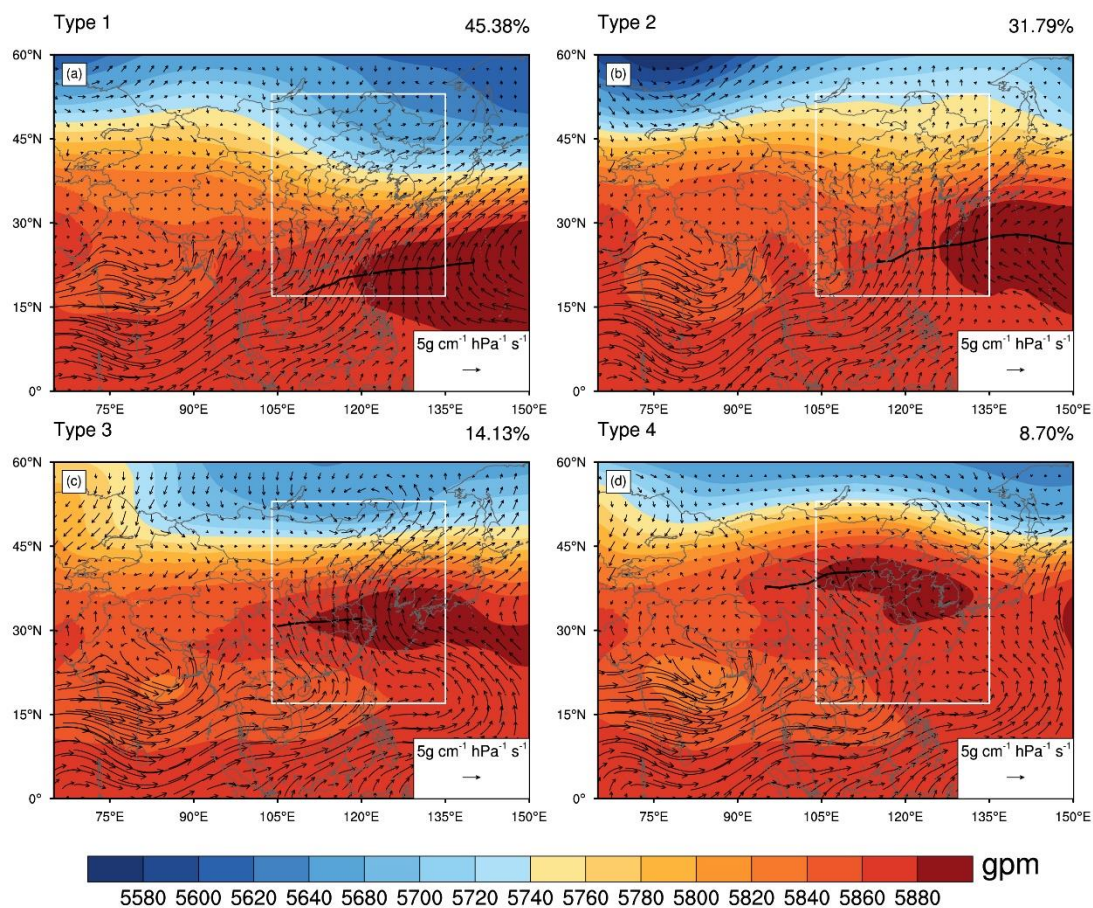 Type 1 45.38%
Type 2 31.79%
60°N
(a)
45°N
30°N
15°N
0°
5g cm⁻¹ hPa⁻¹ s⁻¹
75°E 90°E 105°E 120°E 135°E 150°E
60°N
(b)
45°N
30°N
15°N
0°
5g cm⁻¹ hPa⁻¹ s⁻¹
75°E 90°E 105°E 120°E 135°E 150°E
Type 3 14.13%
Type 4 8.70%
60°N
(c)
45°N
30°N
15°N
0°
5g cm⁻¹ hPa⁻¹ s⁻¹
75°E 90°E 105°E 120°E 135°E 150°E
60°N
(d)
45°N
30°N
15°N
0°
5g cm⁻¹ hPa⁻¹ s⁻¹
75°E 90°E 105°E 120°E 135°E 150°E
gpm
5580 5600 5620 5640 5680 5700 5720 5740 5760 5780 5800 5820 5840 5860 5880